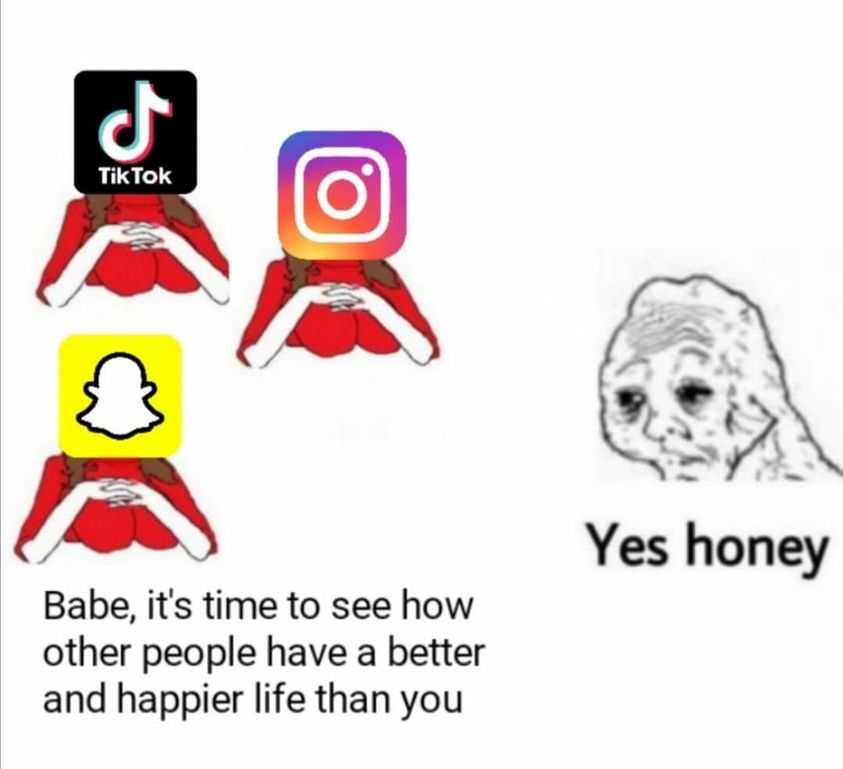 TikTok
Babe, it's time to see how
other people have a better
and happier life than you
Yes honey